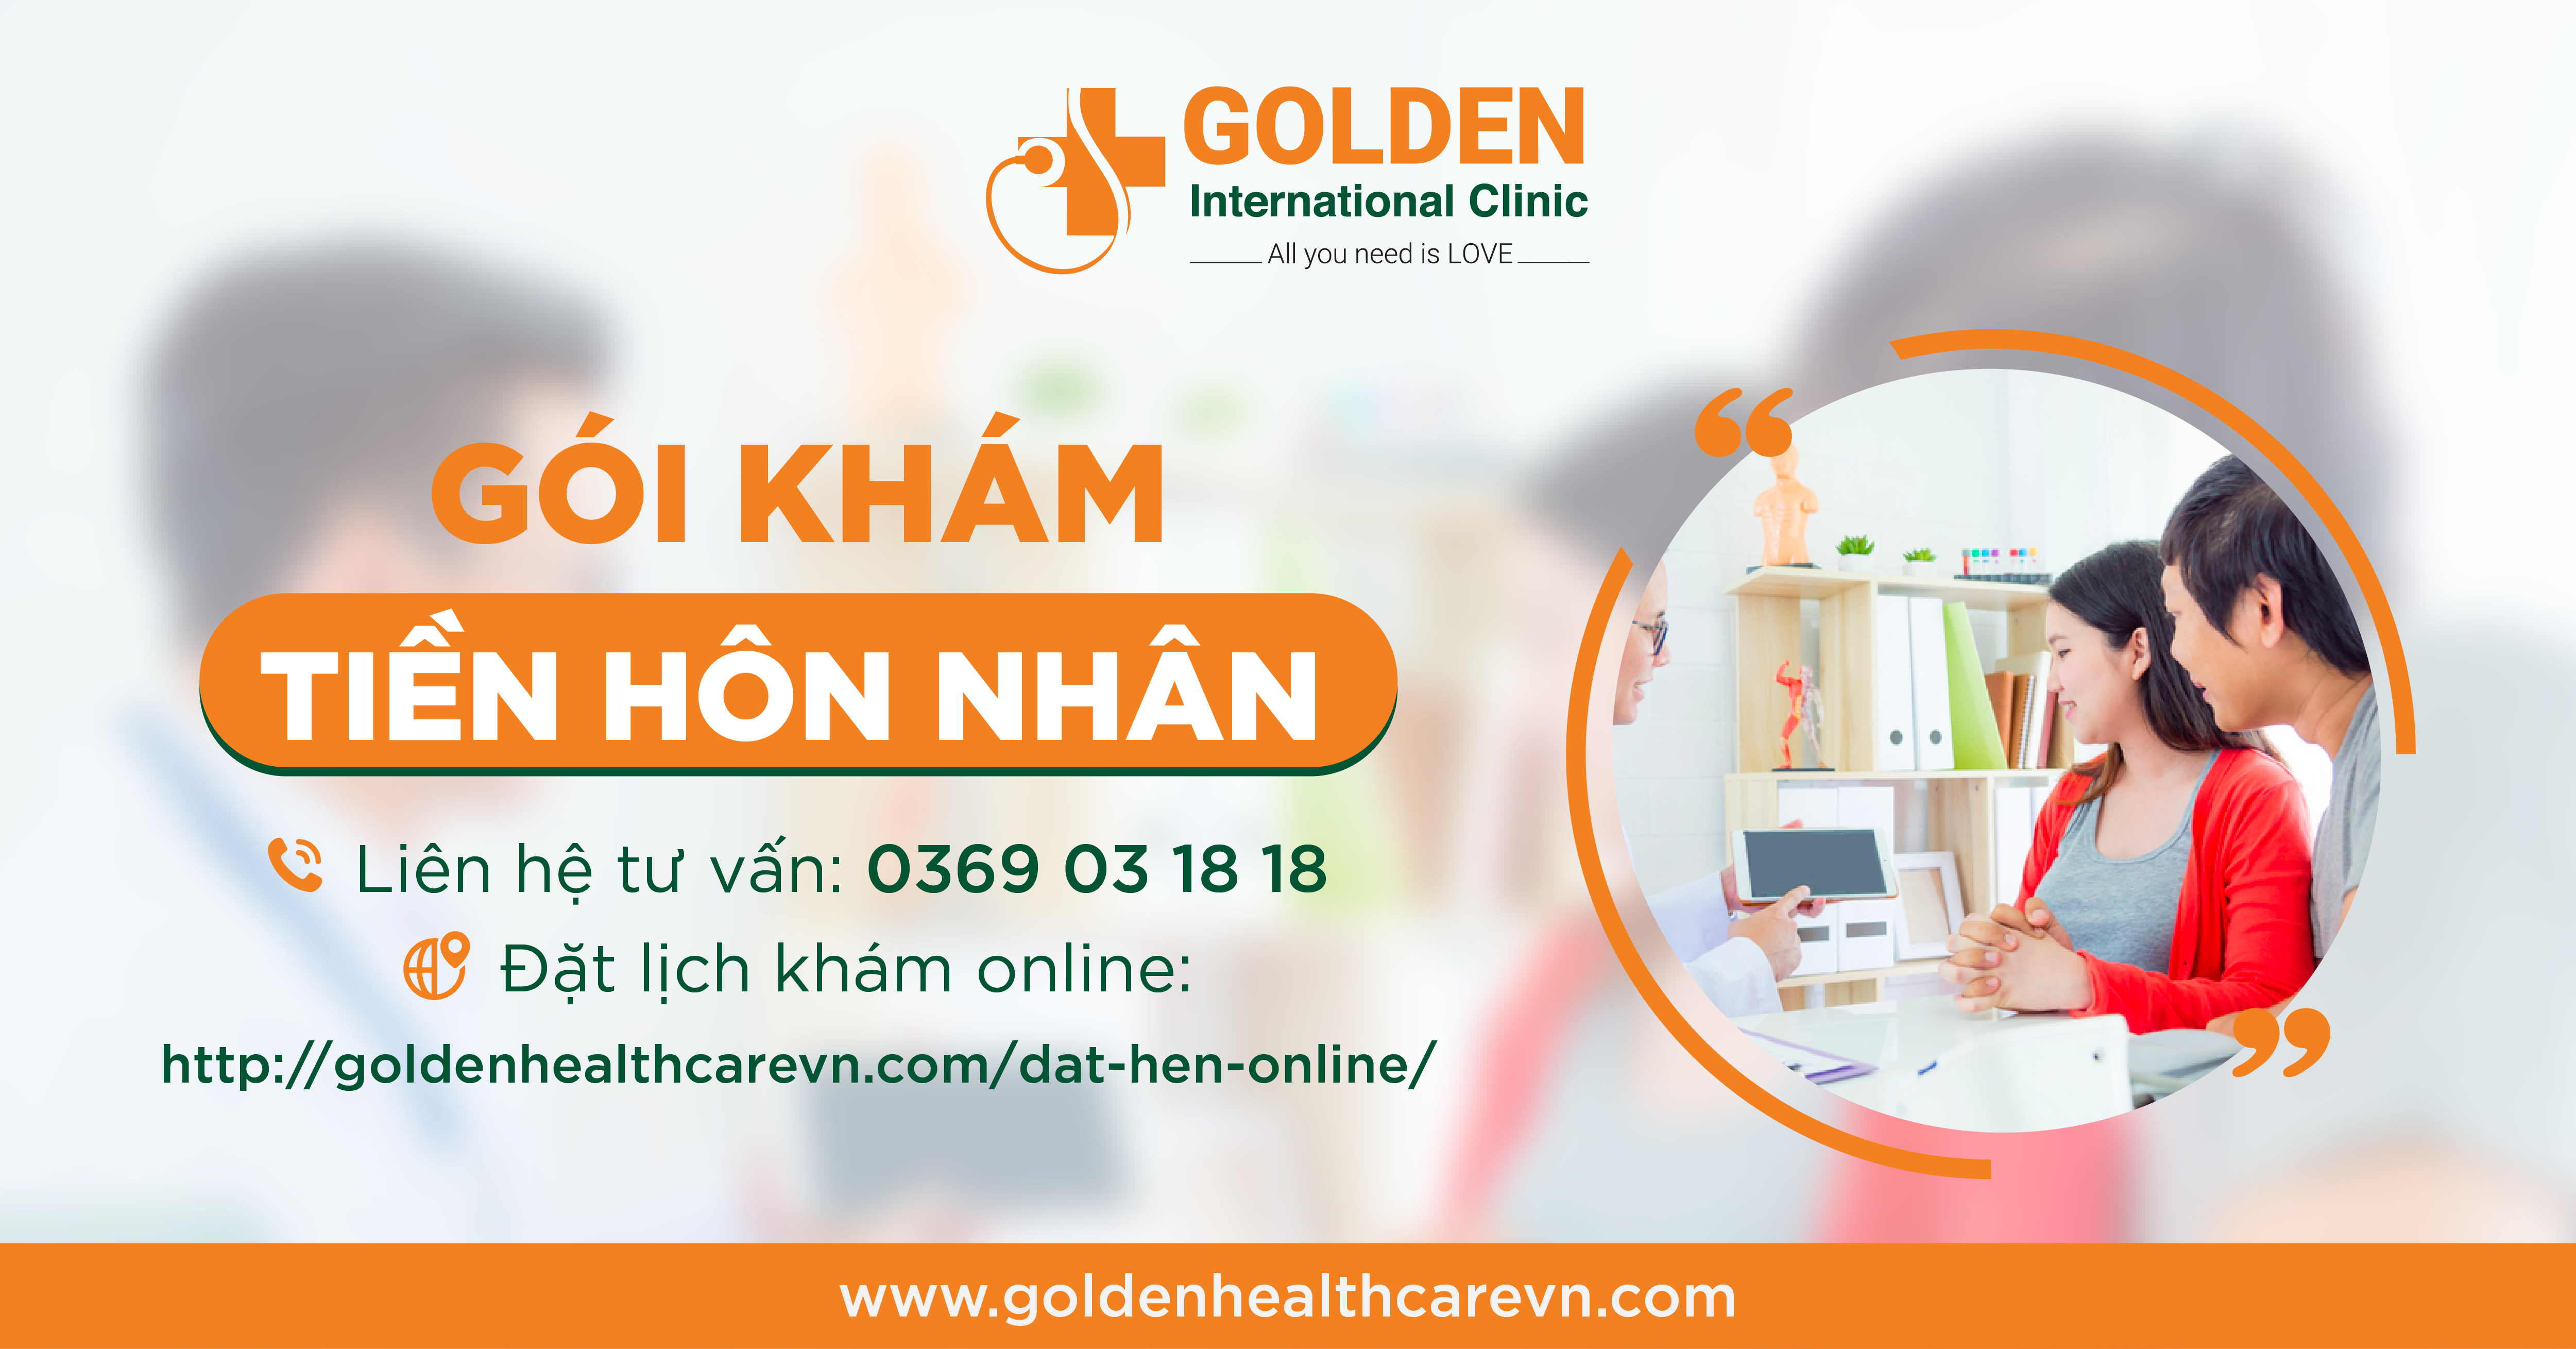 GOLDEN
International Clinic
All you need is LOVE
GÓI KHÁM
TIỀN HÔN NHÂN
Liên hệ tư vấn: 0369 03 18 18
Đặt lịch khám online:
http://goldenhealthcarevn.com/dat-hen-online/
www.goldenhealthcarevn.com